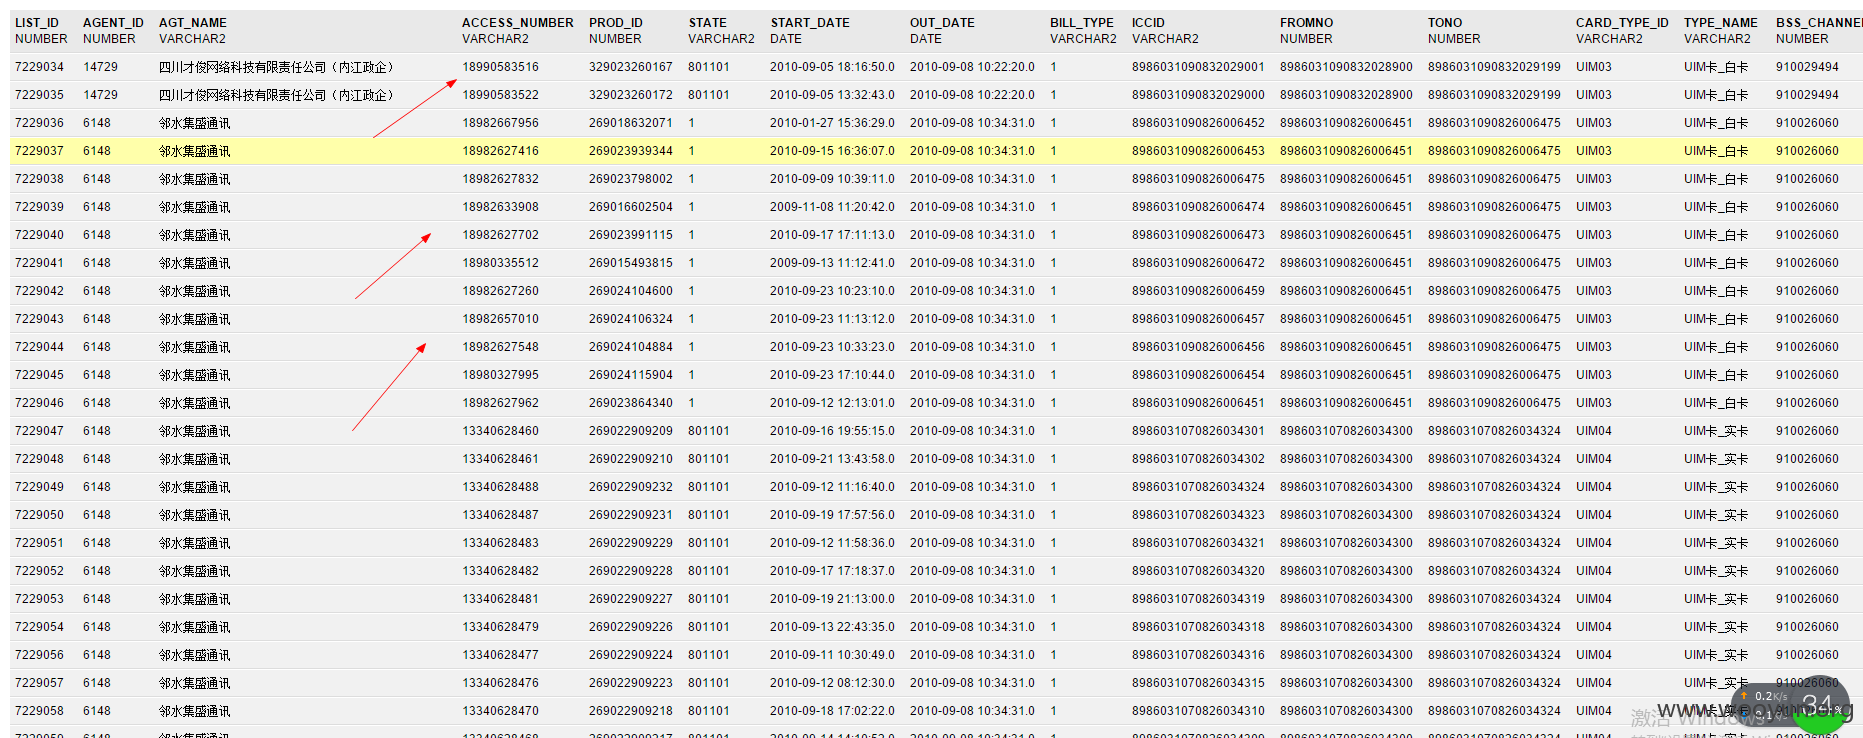 LIST_ID AGENT_ID AGT_NAME ACCESS_NUMBER PROD_ID STATE START_DATE OUT_DATE BILL_TYPE ICCID FROMNO TONO CARD_TYPE_ID TYPE_NAME BSS_CHANNEL
NUMBER NUMBER VARCHAR2 VARCHAR2 NUMBER VARCHAR2 DATE DATE VARCHAR2 VARCHAR2 NUMBER NUMBER VARCHAR2 VARCHAR2 NUMBER
7229034 14729 四川才俊网络科技有限责任公司（内江政企） 18990583516 329023260167 801101 2010-09-05 18:16:50.0 2010-09-08 10:22:20.0 1 8986031090832029001 8986031090832028900 8986031090832029199 UIM03 UIM卡_白卡 910029494
7229035 14729 四川才俊网络科技有限责任公司（内江政企） 18990583522 329023260172 801101 2010-09-05 13:32:43.0 2010-09-08 10:22:20.0 1 8986031090832029000 8986031090832028900 8986031090832029199 UIM03 UIM卡_白卡 910029494
7229036 6148 邻水集盛通讯 18982667956 269018632071 1 2010-01-27 15:36:29.0 2010-09-08 10:34:31.0 1 8986031090826006452 8986031090826006451 8986031090826006475 UIM03 UIM卡_白卡 910026060
7229037 6148 邻水集盛通讯 18982627416 269023939344 1 2010-09-15 16:36:07.0 2010-09-08 10:34:31.0 1 8986031090826006453 8986031090826006451 8986031090826006475 UIM03 UIM卡_白卡 910026060
7229038 6148 邻水集盛通讯 18982627832 269023798002 1 2010-09-09 10:39:11.0 2010-09-08 10:34:31.0 1 8986031090826006475 8986031090826006451 8986031090826006475 UIM03 UIM卡_白卡 910026060
7229039 6148 邻水集盛通讯 18982633908 269016602504 1 2009-11-08 11:20:42.0 2010-09-08 10:34:31.0 1 8986031090826006474 8986031090826006451 8986031090826006475 UIM03 UIM卡_白卡 910026060
7229040 6148 邻水集盛通讯 18982627702 269023991115 1 2010-09-17 17:11:13.0 2010-09-08 10:34:31.0 1 8986031090826006473 8986031090826006451 8986031090826006475 UIM03 UIM卡_白卡 910026060
7229041 6148 邻水集盛通讯 18980335512 269015493815 1 2009-09-13 11:12:41.0 2010-09-08 10:34:31.0 1 8986031090826006472 8986031090826006451 8986031090826006475 UIM03 UIM卡_白卡 910026060
7229042 6148 邻水集盛通讯 18982627260 269024104600 1 2010-09-23 10:23:10.0 2010-09-08 10:34:31.0 1 8986031090826006459 8986031090826006451 8986031090826006475 UIM03 UIM卡_白卡 910026060
7229043 6148 邻水集盛通讯 18982657010 269024106324 1 2010-09-23 11:13:12.0 2010-09-08 10:34:31.0 1 8986031090826006457 8986031090826006451 8986031090826006475 UIM03 UIM卡_白卡 910026060
7229044 6148 邻水集盛通讯 18982627548 269024104884 1 2010-09-23 10:33:23.0 2010-09-08 10:34:31.0 1 8986031090826006456 8986031090826006451 8986031090826006475 UIM03 UIM卡_白卡 910026060
7229045 6148 邻水集盛通讯 18980327995 269024115904 1 2010-09-23 17:10:44.0 2010-09-08 10:34:31.0 1 8986031090826006454 8986031090826006451 8986031090826006475 UIM03 UIM卡_白卡 910026060
7229046 6148 邻水集盛通讯 18982627962 269023864340 1 2010-09-12 12:13:01.0 2010-09-08 10:34:31.0 1 8986031090826006451 8986031090826006451 8986031090826006475 UIM03 UIM卡_白卡 910026060
7229047 6148 邻水集盛通讯 13340628460 269022909209 801101 2010-09-16 19:55:15.0 2010-09-08 10:34:31.0 1 8986031070826034301 8986031070826034300 8986031070826034324 UIM04 UIM卡_实卡 910026060
7229048 6148 邻水集盛通讯 13340628461 269022909210 801101 2010-09-21 13:43:58.0 2010-09-08 10:34:31.0 1 8986031070826034302 8986031070826034300 8986031070826034324 UIM04 UIM卡_实卡 910026060
7229049 6148 邻水集盛通讯 13340628488 269022909232 801101 2010-09-12 11:16:40.0 2010-09-08 10:34:31.0 1 8986031070826034324 8986031070826034300 8986031070826034324 UIM04 UIM卡_实卡 910026060
7229050 6148 邻水集盛通讯 13340628487 269022909231 801101 2010-09-19 17:57:56.0 2010-09-08 10:34:31.0 1 8986031070826034323 8986031070826034300 8986031070826034324 UIM04 UIM卡_实卡 910026060
7229051 6148 邻水集盛通讯 13340628483 269022909229 801101 2010-09-12 11:58:36.0 2010-09-08 10:34:31.0 1 8986031070826034321 8986031070826034300 8986031070826034324 UIM04 UIM卡_实卡 910026060
7229052 6148 邻水集盛通讯 13340628482 269022909228 801101 2010-09-17 17:18:37.0 2010-09-08 10:34:31.0 1 8986031070826034320 8986031070826034300 8986031070826034324 UIM04 UIM卡_实卡 910026060
7229053 6148 邻水集盛通讯 13340628481 269022909227 801101 2010-09-19 21:13:00.0 2010-09-08 10:34:31.0 1 8986031070826034319 8986031070826034300 8986031070826034324 UIM04 UIM卡_实卡 910026060
7229054 6148 邻水集盛通讯 13340628479 269022909226 801101 2010-09-13 22:43:35.0 2010-09-08 10:34:31.0 1 8986031070826034318 8986031070826034300 8986031070826034324 UIM04 UIM卡_实卡 910026060
7229056 6148 邻水集盛通讯 13340628477 269022909224 801101 2010-09-11 10:30:49.0 2010-09-08 10:34:31.0 1 8986031070826034316 8986031070826034300 8986031070826034324 UIM04 UIM卡_实卡 910026060
7229057 6148 邻水集盛通讯 13340628476 269022909223 801101 2010-09-12 08:12:30.0 2010-09-08 10:34:31.0 1 8986031070826034315 8986031070826034300 8986031070826034324 UIM04 UIM卡_实卡 910026060
7229058 6148 邻水集盛通讯 13340628470 269022909218 801101 2010-09-18 17:02:22.0 2010-09-08 10:34:31.0 1 8986031070826034310 8986031070826034300 8986031070826034324 UIM04 UIM卡_实卡
0.2K/s
34
激活 Windows